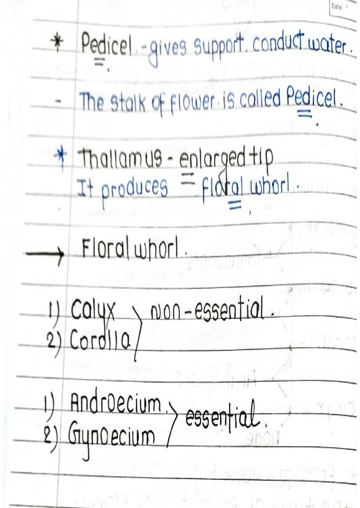 Date:
* Pedicel - gives support, conduct water.
- The stalk of flower is called Pedicel.
* Thallamus - enlarged tip
It produces = floral whorl.
→ Floral whorl.
1) Calyx > non-essential.
2) Corolla
1) Androecium > essential.
2) Gynoecium